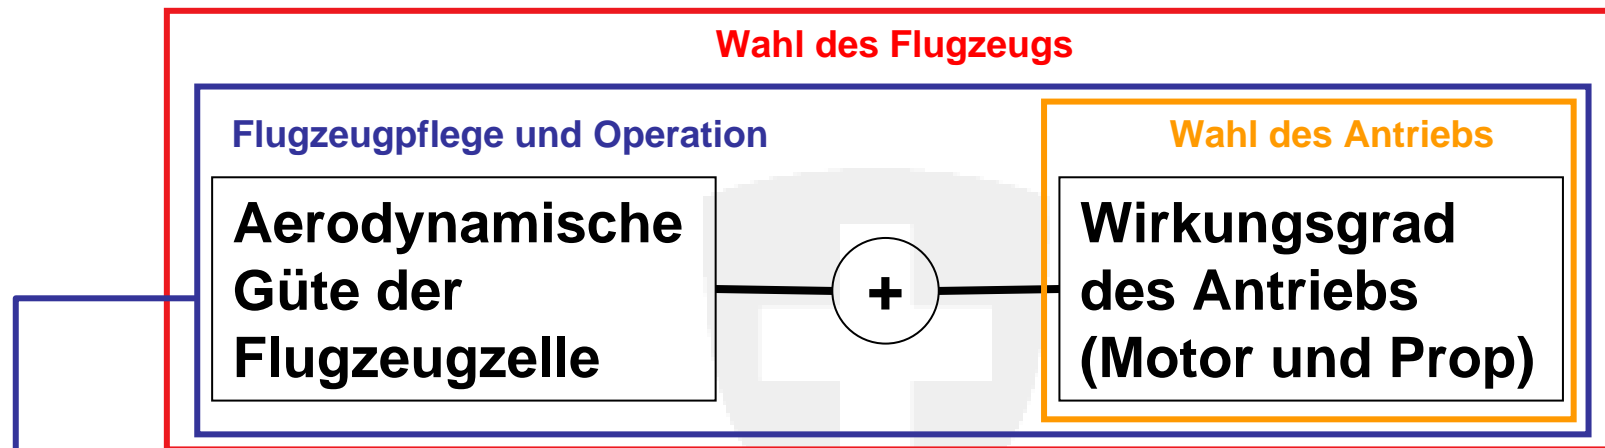 Wahl des Flugzeugs
Flugzeugpflege und Operation
Wahl des Antriebs
Aerodynamische
Güte der
Flugzeugzelle
+
Wirkungsgrad
des Antriebs
(Motor und Prop)